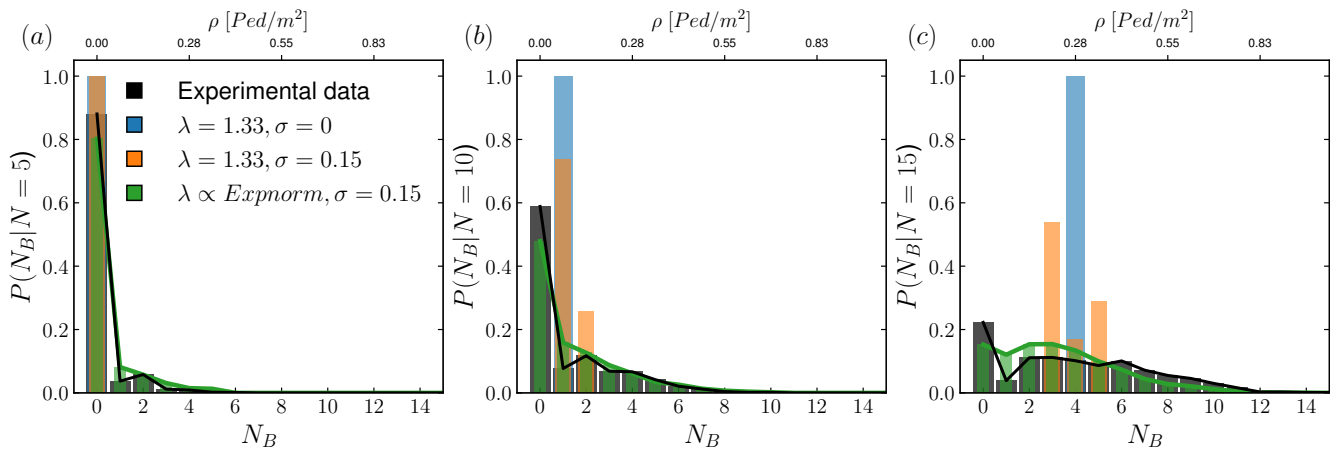 (a)
ρ [Ped/m²]
0.00 0.28 0.55 0.83
P(N_B|N = 5)
1.0
0.8
0.6
0.4
0.2
0.0
Experimental data
λ = 1.33, σ = 0
λ = 1.33, σ = 0.15
λ ∝ Expnorm, σ = 0.15
0 2 4 6 8 10 12 14
N_B
(b)
ρ [Ped/m²]
0.00 0.28 0.55 0.83
P(N_B|N = 10)
1.0
0.8
0.6
0.4
0.2
0.0
0 2 4 6 8 10 12 14
N_B
(c)
ρ [Ped/m²]
0.00 0.28 0.55 0.83
P(N_B|N = 15)
1.0
0.8
0.6
0.4
0.2
0.0
0 2 4 6 8 10 12 14
N_B